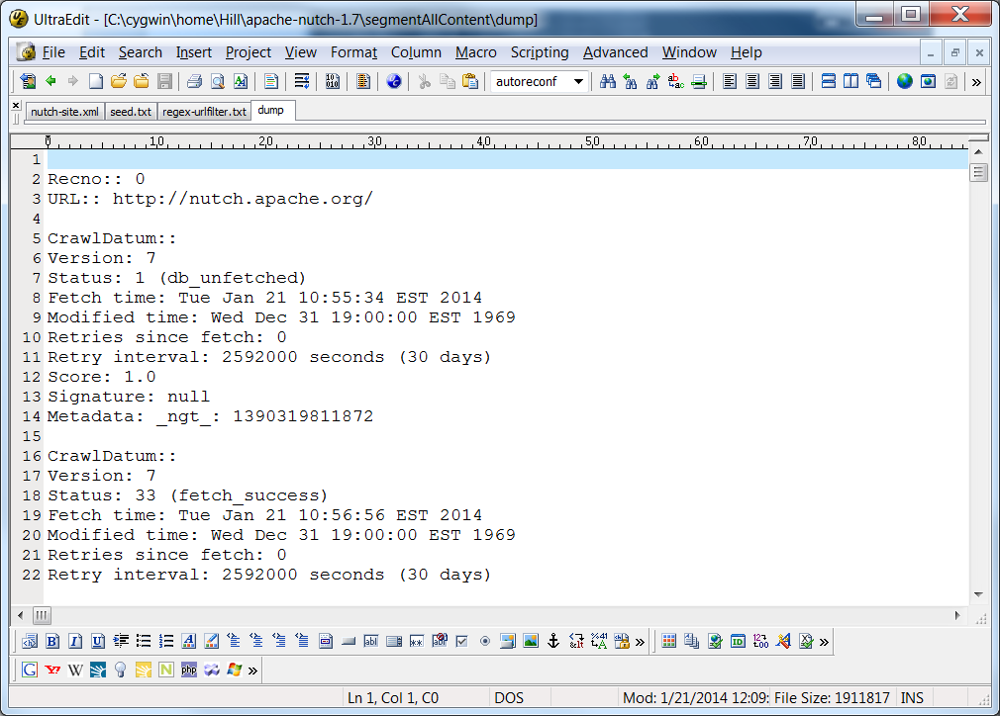 UltraEdit - [C:\cygwin\home\Hill\apache-nutch-1.7\segmentAllContent\dump]
File Edit Search Insert Project View Format Column Macro Scripting Advanced Window Help
autoreconf
nutch-site.xml seed.txt regex-urlfilter.txt dump
0 10 20 30 40 50 60 70 80
1
2 Recno:: 0
3 URL:: http://nutch.apache.org/
4
5 CrawlDatum::
6 Version: 7
7 Status: 1 (db_unfetched)
8 Fetch time: Tue Jan 21 10:55:34 EST 2014
9 Modified time: Wed Dec 31 19:00:00 EST 1969
10 Retries since fetch: 0
11 Retry interval: 2592000 seconds (30 days)
12 Score: 1.0
13 Signature: null
14 Metadata: _ngt_: 1390319811872
15
16 CrawlDatum::
17 Version: 7
18 Status: 33 (fetch_success)
19 Fetch time: Tue Jan 21 10:56:56 EST 2014
20 Modified time: Wed Dec 31 19:00:00 EST 1969
21 Retries since fetch: 0
22 Retry interval: 2592000 seconds (30 days)
Ln 1, Col 1, C0 DOS Mod: 1/21/2014 12:09: File Size: 1911817 INS